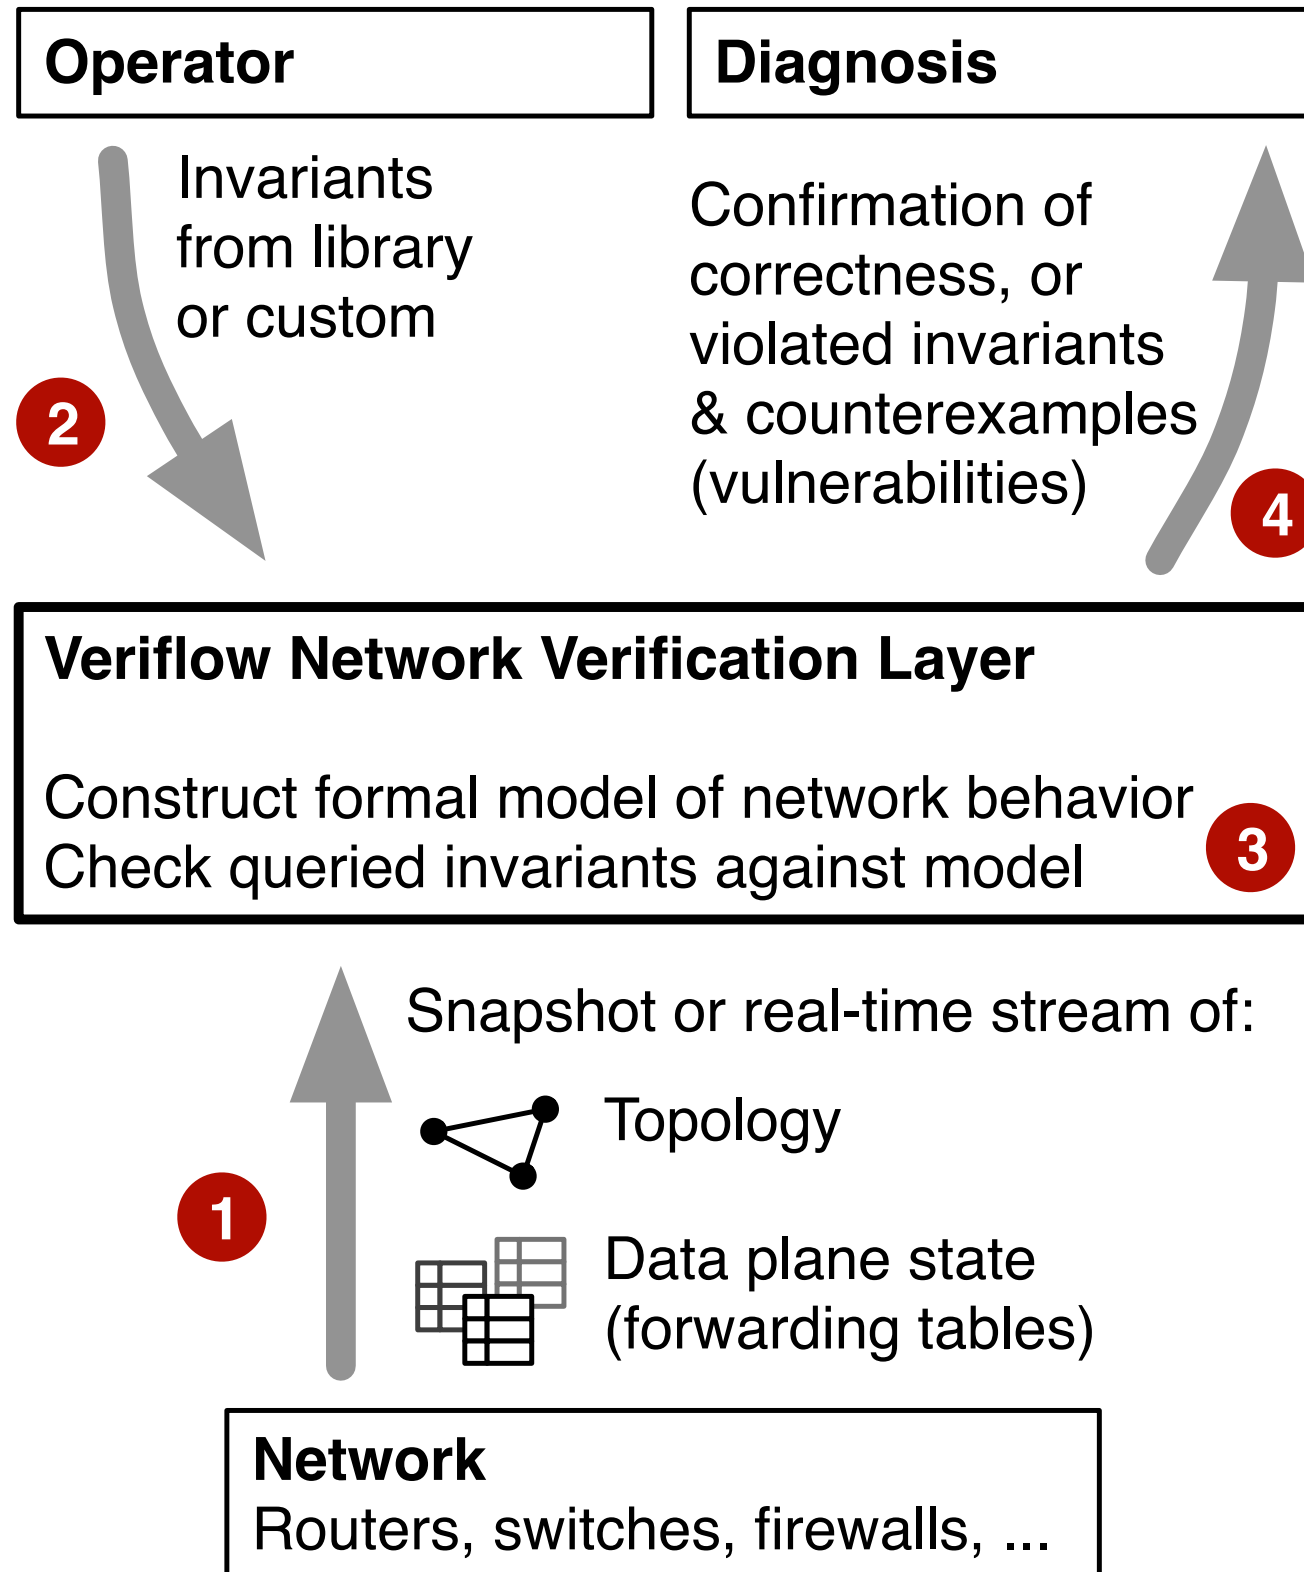 Operator
Invariants
from library
or custom
2
Diagnosis
Confirmation of
correctness, or
violated invariants
& counterexamples
(vulnerabilities)
4
Veriflow Network Verification Layer
Construct formal model of network behavior
Check queried invariants against model
3
Snapshot or real-time stream of:
Topology
1
Data plane state
(forwarding tables)
Network
Routers, switches, firewalls, ...